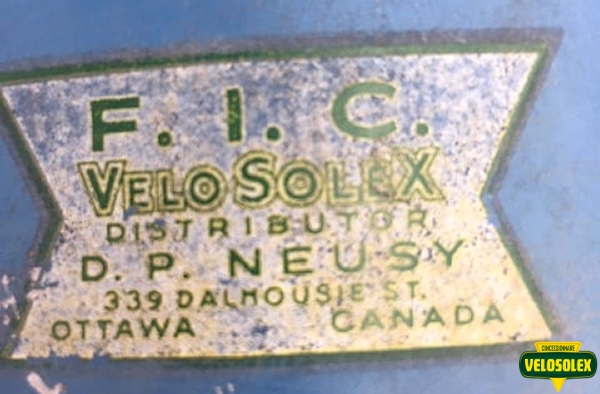 F. I. C.
VELOSOLEX
DISTRIBUTOR
D. P. NEUSY
339 DALHOUSIE ST.
OTTAWA CANADA
CONCESSIONNAIRE
VELOSOLEX